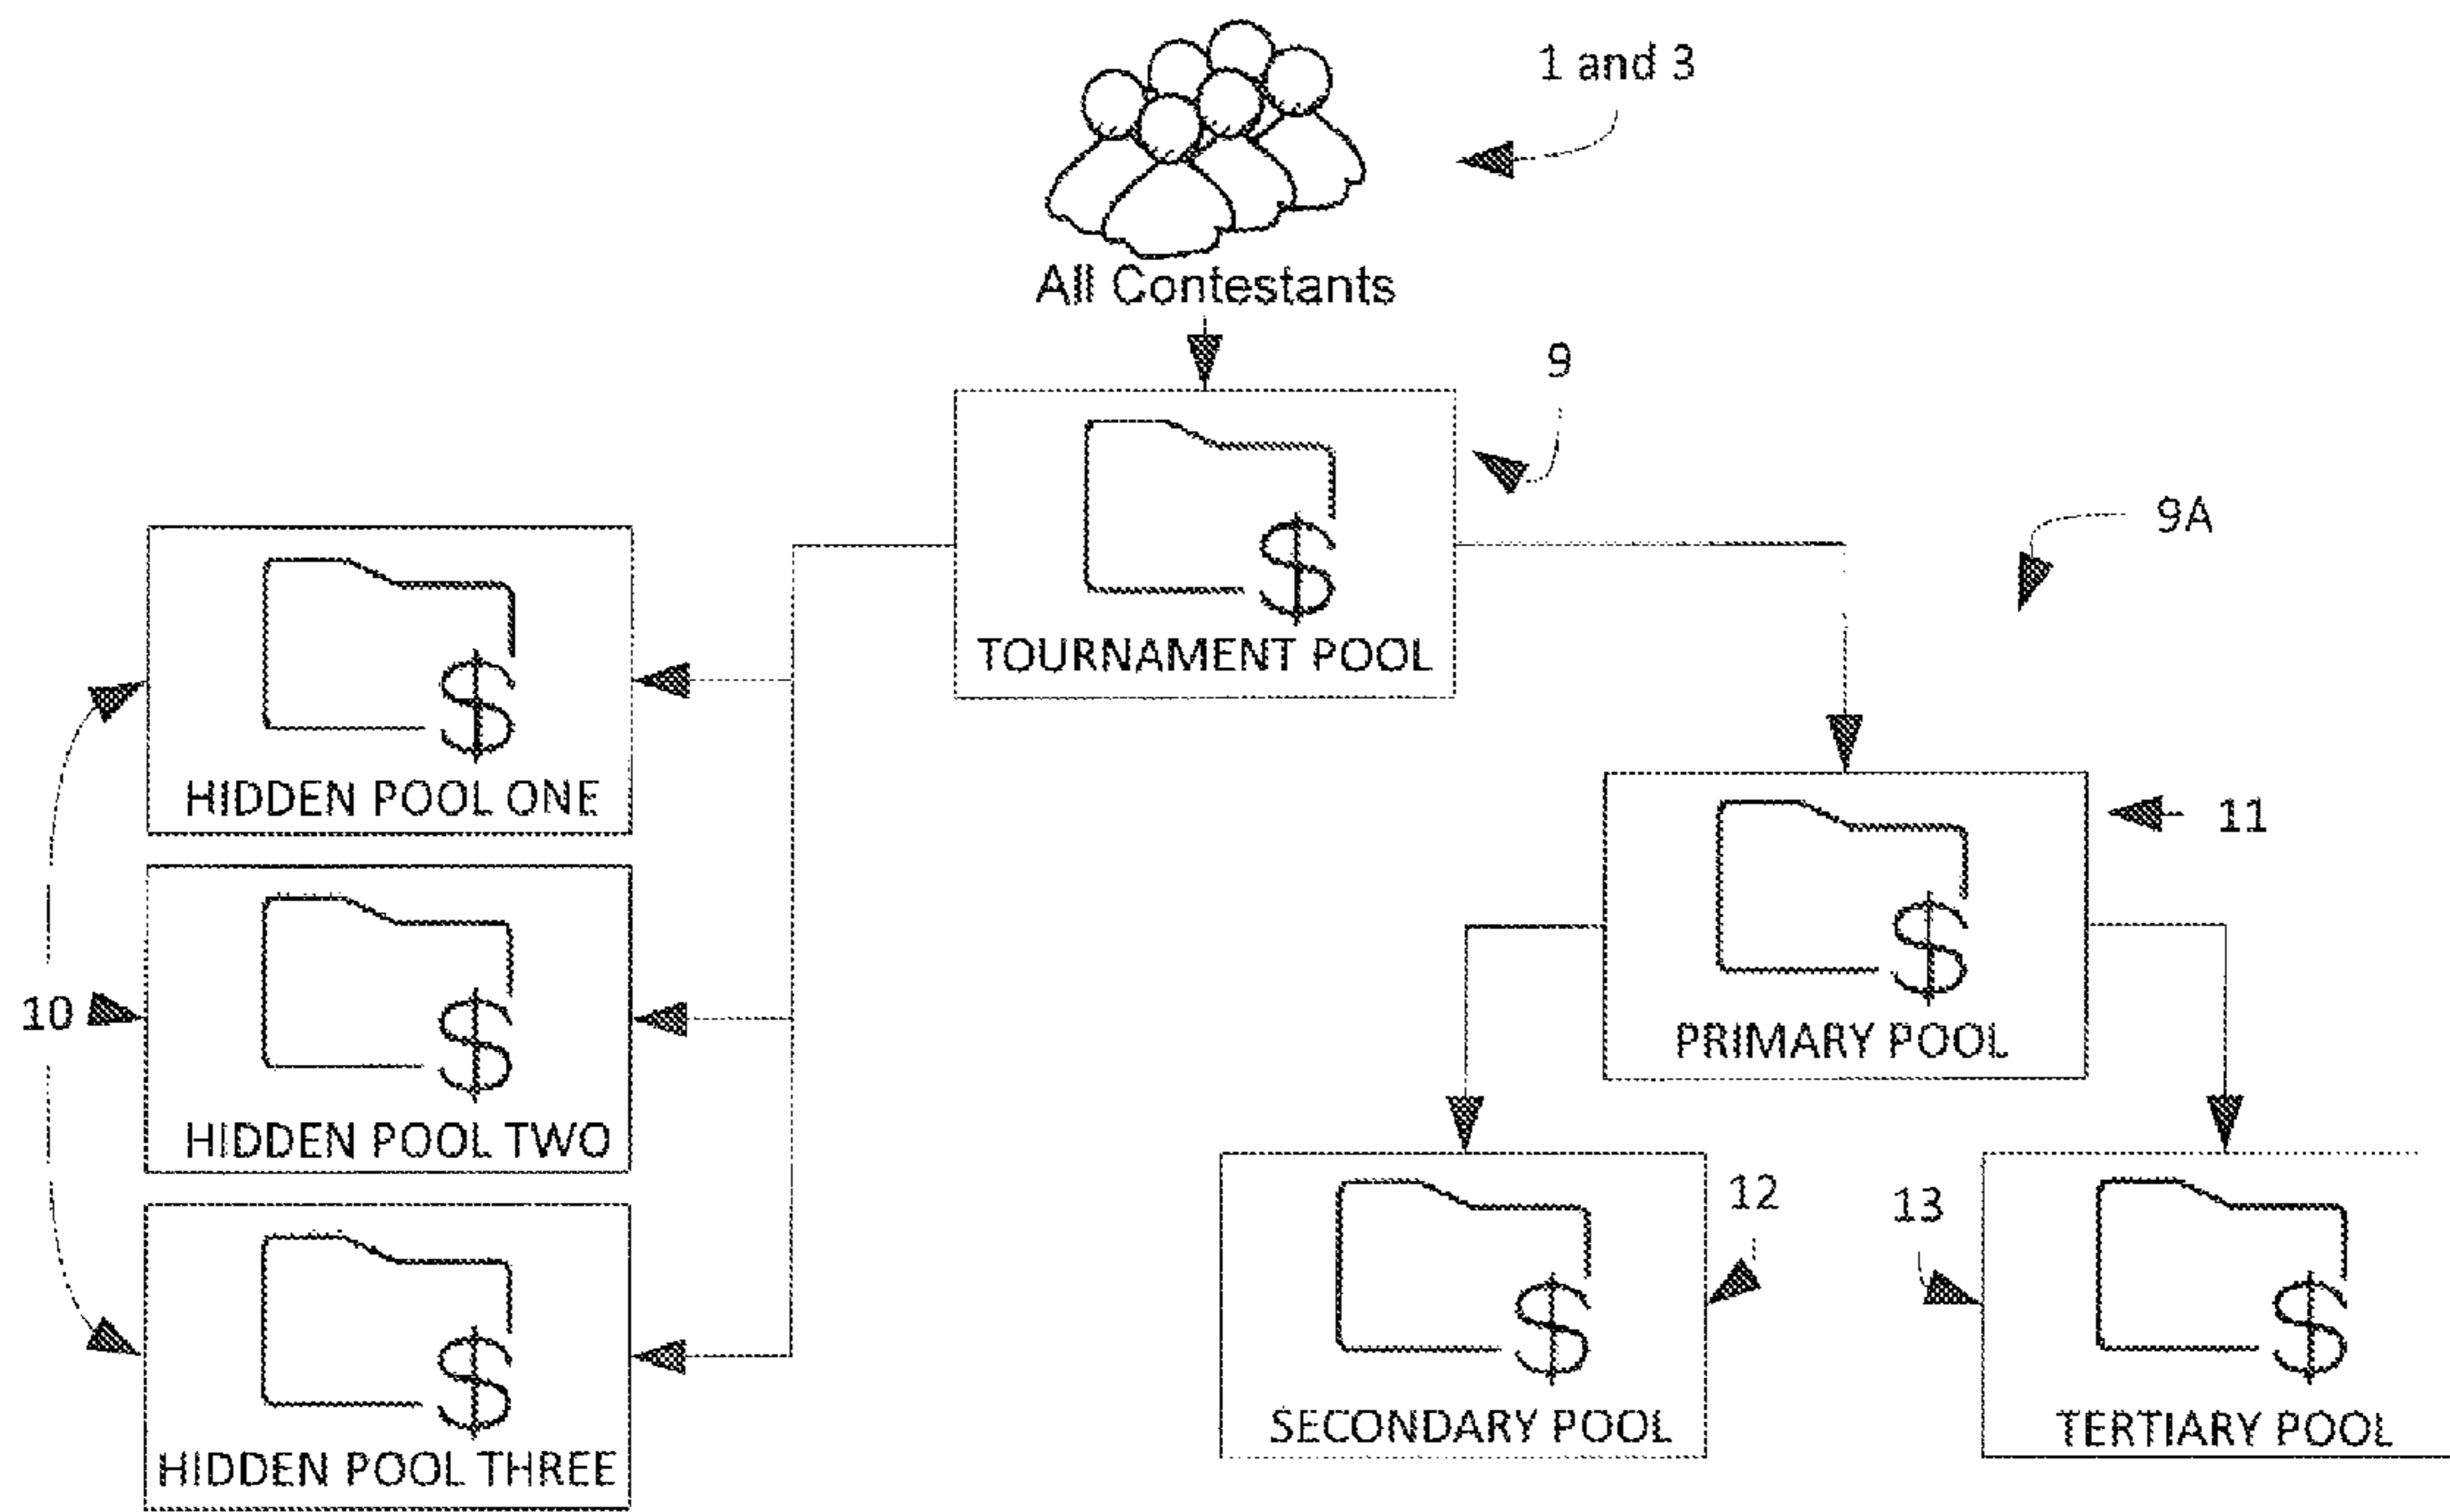 1 and 3
All Contestants
9
9A
$
TOURNAMENT POOL
$
HIDDEN POOL ONE
11
$
PRIMARY POOL
10
$
HIDDEN POOL TWO
12
13
$
SECONDARY POOL
$
TERTIARY POOL
$
HIDDEN POOL THREE